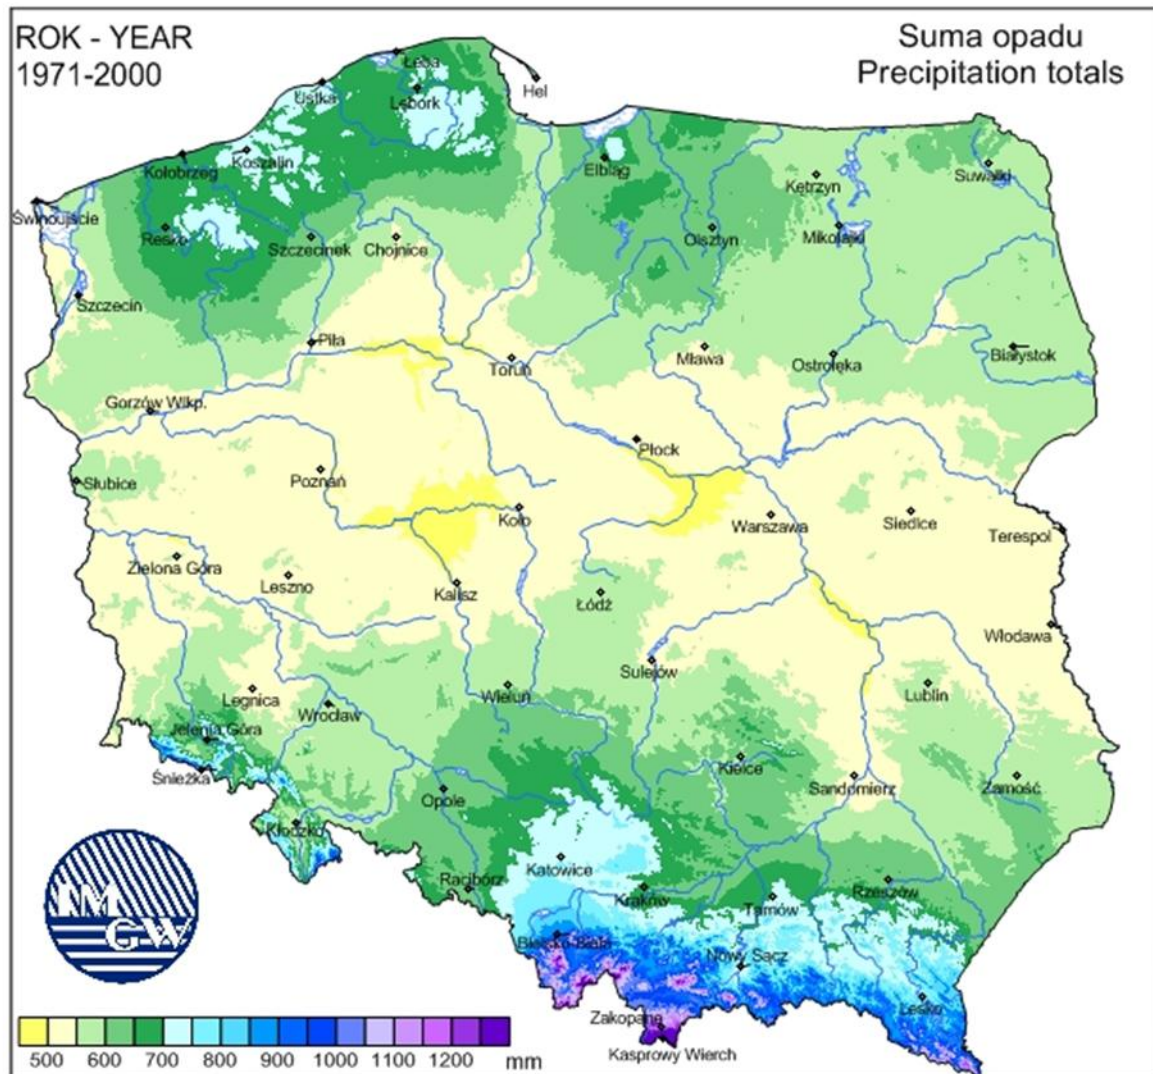 ROK - YEAR
1971-2000
Suma opadu
Precipitation totals
Łeba
Hel
Ustka
Lębork
Koszalin
Kołobrzeg
Elbląg
Suwałki
Kętrzyn
Świnoujście
Resko
Szczecinek
Chojnice
Olsztyn
Mikołajki
Szczecin
Piła
Toruń
Mława
Ostrołęka
Białystok
Gorzów Wlkp.
Płock
Słubice
Poznań
Koło
Warszawa
Siedlce
Terespol
Zielona Góra
Leszno
Kalisz
Łódź
Włodawa
Sulejów
Legnica
Wrocław
Wieluń
Lublin
Jelenia Góra
Śnieżka
Kielce
Sandomierz
Zamość
Opole
Kłodzko
Katowice
Racibórz
Kraków
Tarnów
Rzeszów
IMGW
Bielsko-Biała
Nowy Sącz
Lesko
Zakopane
Kasprowy Wierch
500 600 700 800 900 1000 1100 1200 mm